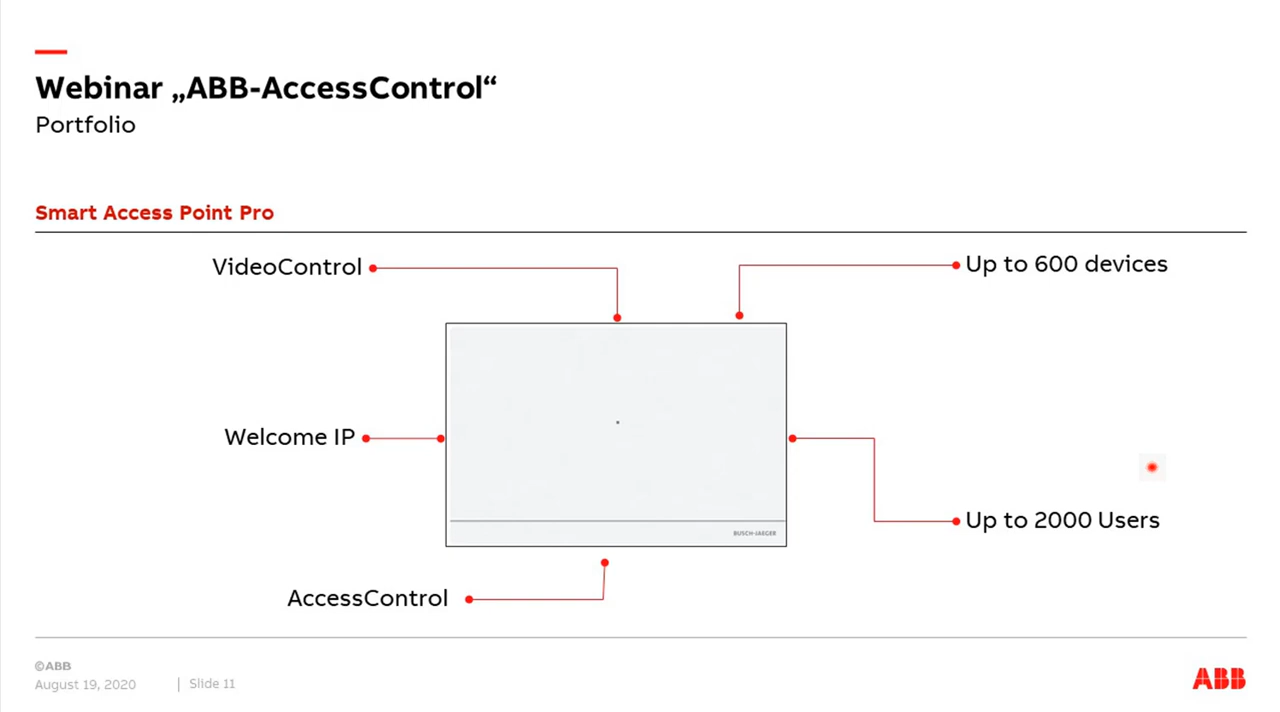 Webinar „ABB-AccessControl“
Portfolio
Smart Access Point Pro
VideoControl
Up to 600 devices
Welcome IP
BUSCH-JAEGER
Up to 2000 Users
AccessControl
©ABB
August 19, 2020 | Slide 11
ABB